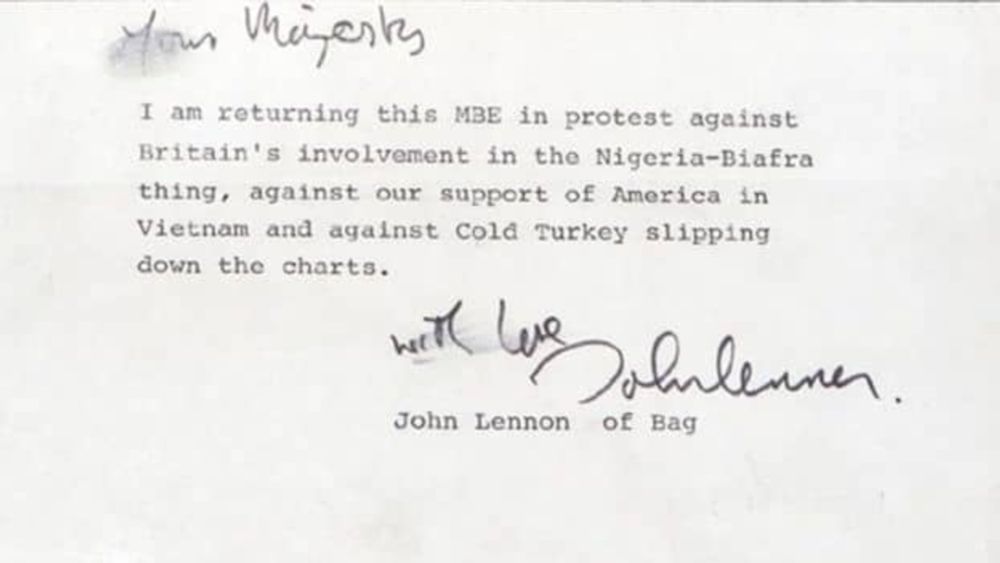 Your Majesty
I am returning this MBE in protest against
Britain's involvement in the Nigeria-Biafra
thing, against our support of America in
Vietnam and against Cold Turkey slipping
down the charts.
with love
John Lennon.
John Lennon of Bag